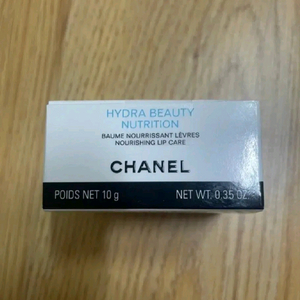 HYDRA BEAUTY
NUTRITION
BAUME NOURRISSANT LÈVRES
NOURISHING LIP CARE
CHANEL
POIDS NET 10 g NET WT. 0.35 OZ.